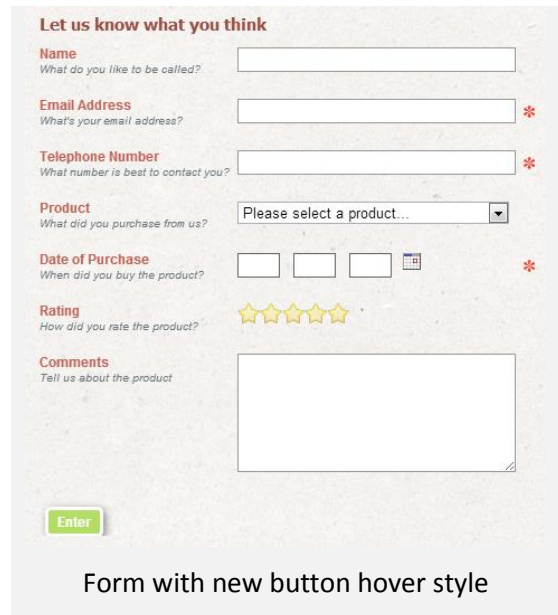 Let us know what you think
Name
What do you like to be called?
Email Address
What's your email address?
*
Telephone Number
What number is best to contact you?
*
Product
What did you purchase from us?
Please select a product...
Date of Purchase
When did you buy the product?
*
Rating
How did you rate the product?
Comments
Tell us about the product
Enter
Form with new button hover style